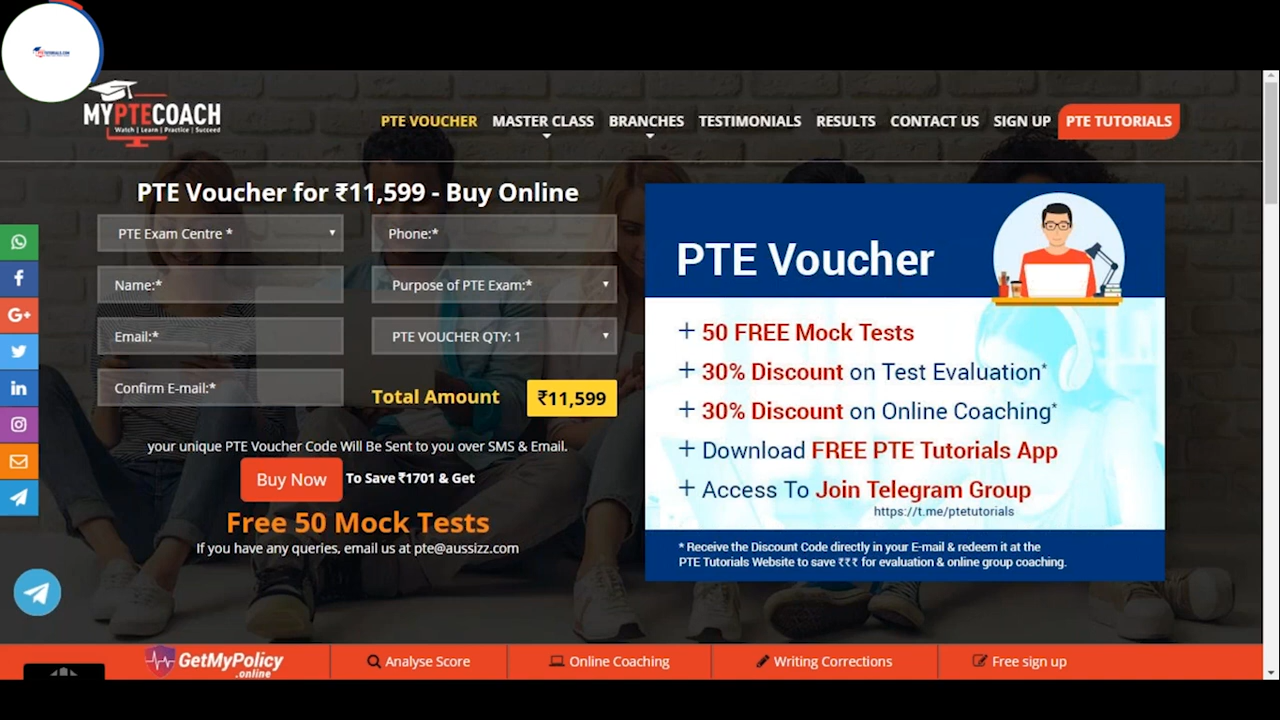 PTETUTORIALS.COM
MYPTECOACH
Watch | Learn | Practice | Succeed
PTE VOUCHER
MASTER CLASS
BRANCHES
TESTIMONIALS
RESULTS
CONTACT US
SIGN UP
PTE TUTORIALS
PTE Voucher for ₹11,599 - Buy Online
PTE Exam Centre *
Phone:*
Name:*
Purpose of PTE Exam:*
Email:*
PTE VOUCHER QTY: 1
Confirm E-mail:*
Total Amount
₹11,599
your unique PTE Voucher Code Will Be Sent to you over SMS & Email.
Buy Now To Save ₹1701 & Get
Free 50 Mock Tests
If you have any queries, email us at pte@aussizz.com
PTE Voucher
+ 50 FREE Mock Tests
+ 30% Discount on Test Evaluation*
+ 30% Discount on Online Coaching*
+ Download FREE PTE Tutorials App
+ Access To Join Telegram Group
https://t.me/ptetutorials
* Receive the Discount Code directly in your E-mail & redeem it at the
PTE Tutorials Website to save ₹₹₹ for evaluation & online group coaching.
GetMyPolicy
.online
Analyse Score
Online Coaching
Writing Corrections
Free sign up